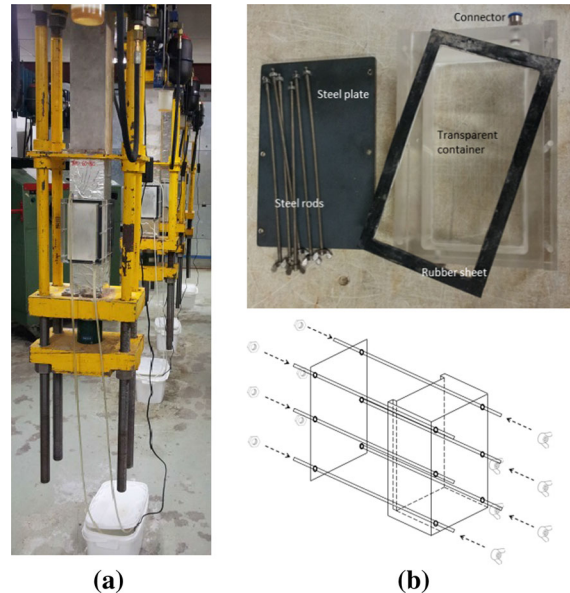 Connector
Steel plate
Transparent
container
Steel rods
Rubber sheet
(a)
(b)